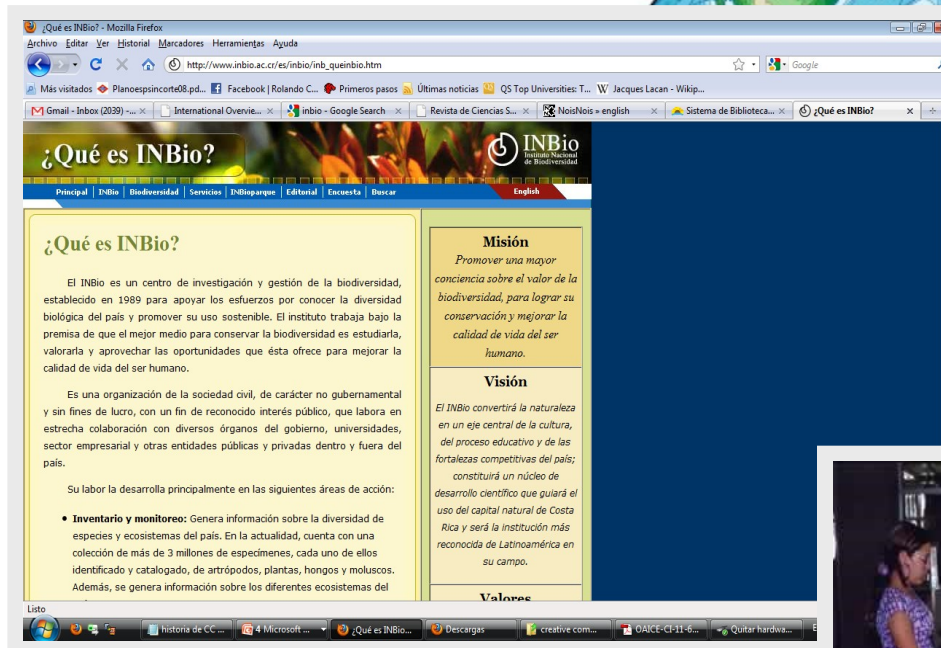 ¿Qué es INBio? - Mozilla Firefox
Archivo Editar Ver Historial Marcadores Herramientas Ayuda
http://www.inbio.ac.cr/es/inbio/inb_queinbio.htm
Google
Más visitados Planoespsincorte08.pd... Facebook | Rolando C... Primeros pasos Últimas noticias QS Top Universities: T... Jacques Lacan - Wikip...
Gmail - Inbox (2039) -... International Overvie... inbio - Google Search Revista de Ciencias S... NoisNois » english Sistema de Biblioteca... ¿Qué es INBio?
¿Qué es INBio?
INBio
Instituto Nacional
de Biodiversidad
Principal | INBio | Biodiversidad | Servicios | INBioparque | Editorial | Encuesta | Buscar
English
¿Qué es INBio?
El INBio es un centro de investigación y gestión de la biodiversidad,
establecido en 1989 para apoyar los esfuerzos por conocer la diversidad
biológica del país y promover su uso sostenible. El instituto trabaja bajo la
premisa de que el mejor medio para conservar la biodiversidad es estudiarla,
valorarla y aprovechar las oportunidades que ésta ofrece para mejorar la
calidad de vida del ser humano.
Es una organización de la sociedad civil, de carácter no gubernamental
y sin fines de lucro, con un fin de reconocido interés público, que labora en
estrecha colaboración con diversos órganos del gobierno, universidades,
sector empresarial y otras entidades públicas y privadas dentro y fuera del
país.
Su labor la desarrolla principalmente en las siguientes áreas de acción:
• Inventario y monitoreo: Genera información sobre la diversidad de
especies y ecosistemas del país. En la actualidad, cuenta con una
colección de más de 3 millones de especímenes, cada uno de ellos
identificado y catalogado, de artrópodos, plantas, hongos y moluscos.
Además, se genera información sobre los diferentes ecosistemas del
Misión
Promover una mayor
conciencia sobre el valor de la
biodiversidad, para lograr su
conservación y mejorar la
calidad de vida del ser
humano.
Visión
El INBio convertirá la naturaleza
en un eje central de la cultura,
del proceso educativo y de las
fortalezas competitivas del país;
constituirá un núcleo de
desarrollo científico que guiará el
uso del capital natural de Costa
Rica y será la institución más
reconocida de Latinoamérica en
su campo.
Valores
Listo
historia de CC ... 4 Microsoft ... ¿Qué es INBio... Descargas creative com... OAICE-CI-11-6... Quitar hardwa...